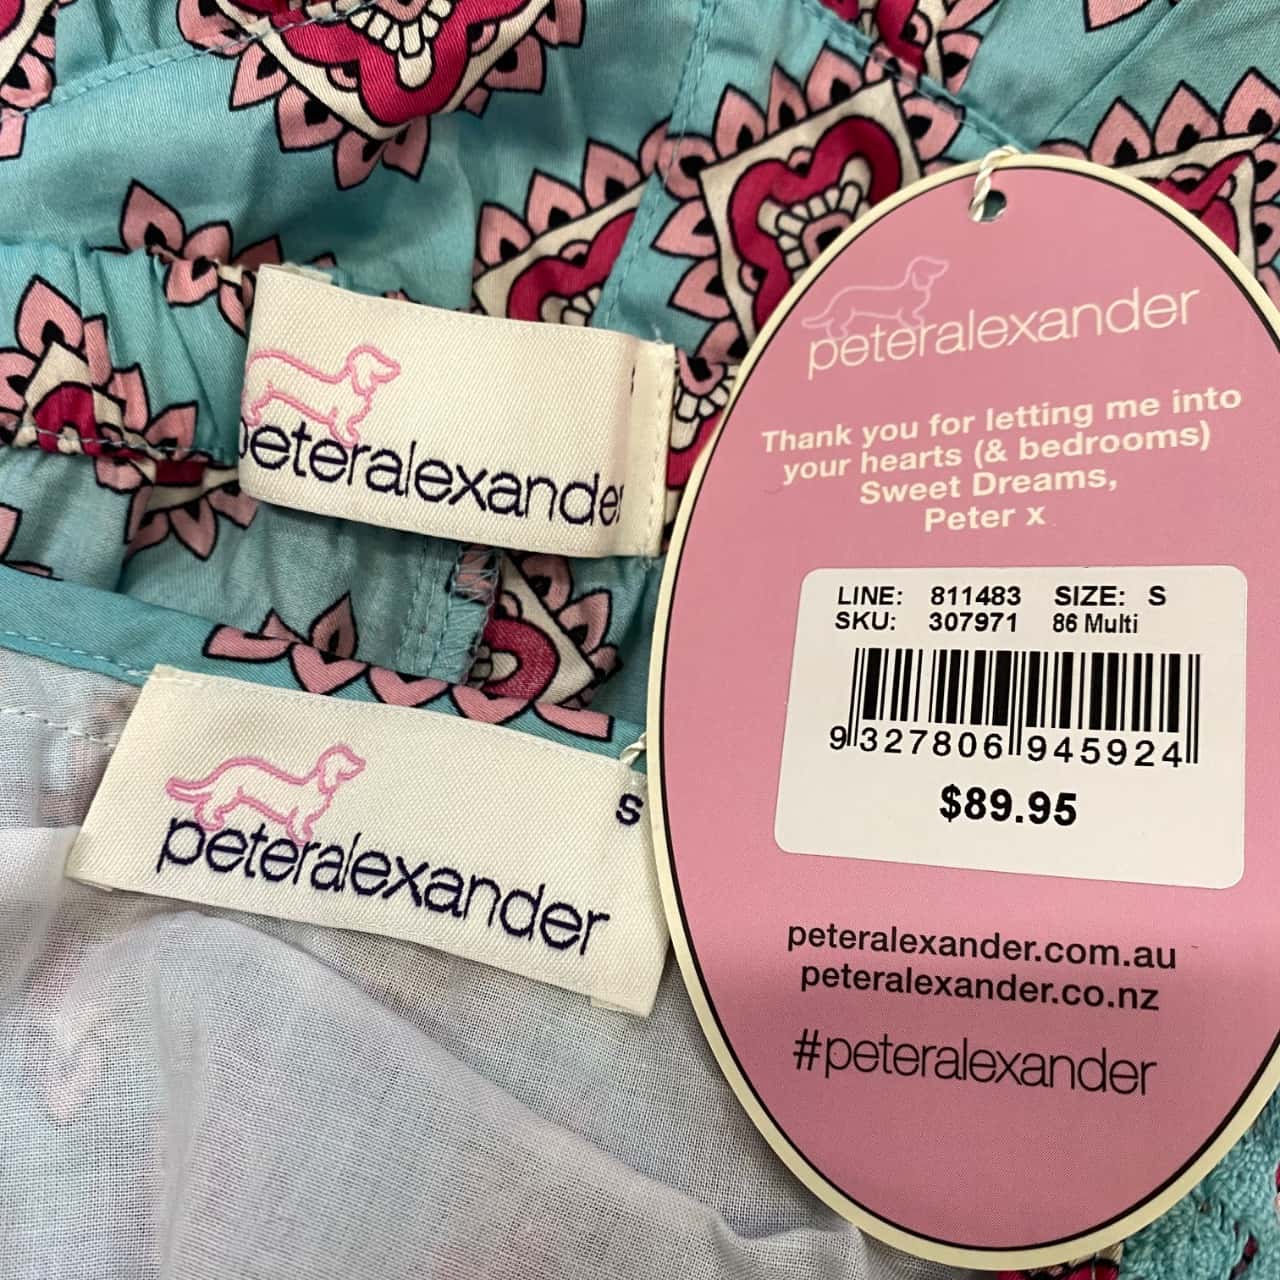 peteralexander
peteralexander
S
peteralexander
Thank you for letting me into
your hearts (& bedrooms)
Sweet Dreams,
Peter x
LINE: 811483 SIZE: S
SKU: 307971 86 Multi
9 327806 945924
$89.95
peteralexander.com.au
peteralexander.co.nz
#peteralexander